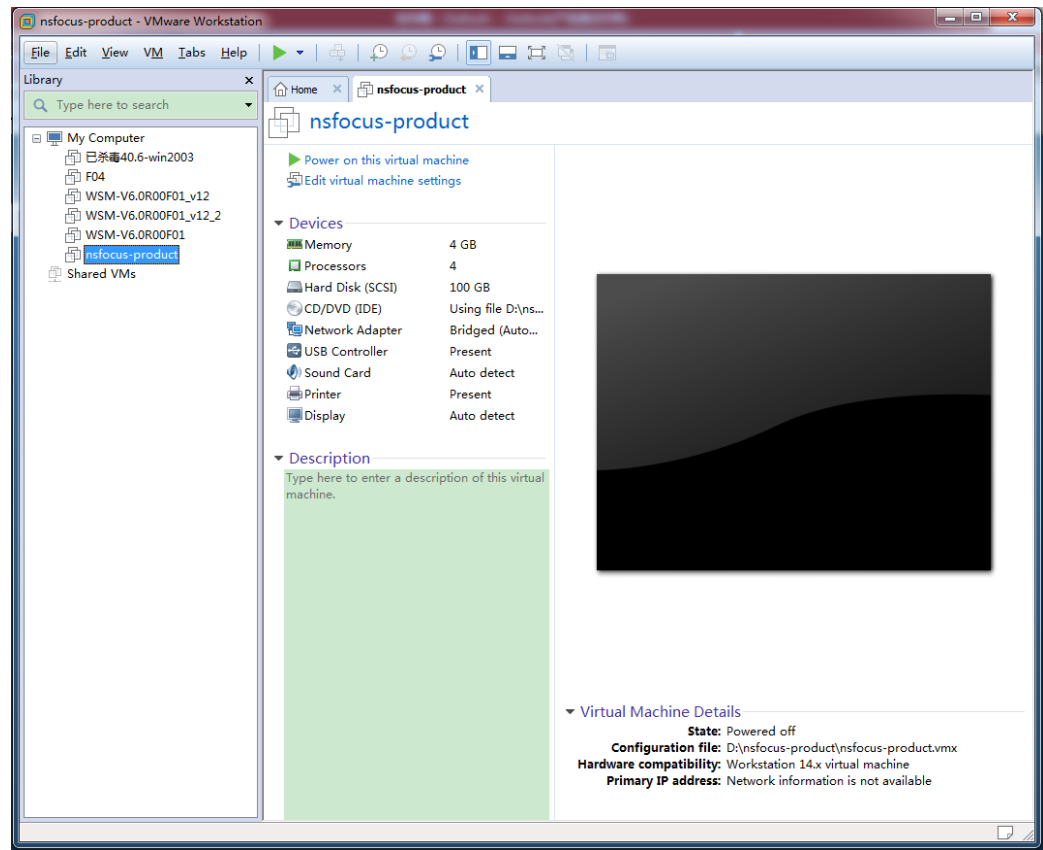 nsfocus-product - VMware Workstation
File Edit View VM Tabs Help
Library x
Type here to search
My Computer
已杀毒40.6-win2003
F04
WSM-V6.0R00F01_v12
WSM-V6.0R00F01_v12_2
WSM-V6.0R00F01
nsfocus-product
Shared VMs
Home × nsfocus-product ×
nsfocus-product
Power on this virtual machine
Edit virtual machine settings
Devices
Memory 4 GB
Processors 4
Hard Disk (SCSI) 100 GB
CD/DVD (IDE) Using file D:\ns...
Network Adapter Bridged (Auto...
USB Controller Present
Sound Card Auto detect
Printer Present
Display Auto detect
Description
Type here to enter a description of this virtual
machine.
Virtual Machine Details
State: Powered off
Configuration file: D:\nsfocus-product\nsfocus-product.vmx
Hardware compatibility: Workstation 14.x virtual machine
Primary IP address: Network information is not available